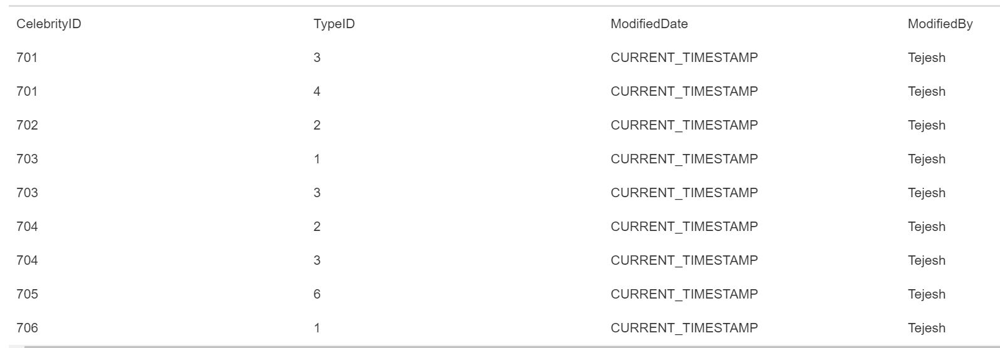 CelebrityID TypeID ModifiedDate ModifiedBy
701 3 CURRENT_TIMESTAMP Tejesh
701 4 CURRENT_TIMESTAMP Tejesh
702 2 CURRENT_TIMESTAMP Tejesh
703 1 CURRENT_TIMESTAMP Tejesh
703 3 CURRENT_TIMESTAMP Tejesh
704 2 CURRENT_TIMESTAMP Tejesh
704 3 CURRENT_TIMESTAMP Tejesh
705 6 CURRENT_TIMESTAMP Tejesh
706 1 CURRENT_TIMESTAMP Tejesh